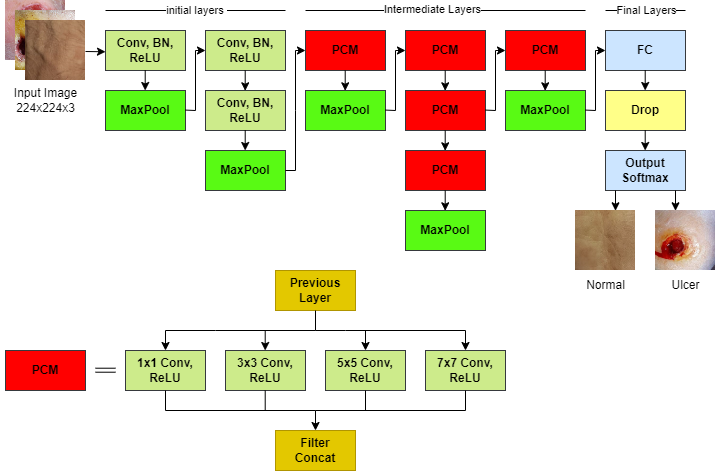 initial layers
Intermediate Layers
Final Layers
Conv, BN,
ReLU
Conv, BN,
ReLU
PCM
PCM
PCM
FC
Input Image
224x224x3
MaxPool
Conv, BN,
ReLU
MaxPool
PCM
MaxPool
Drop
MaxPool
PCM
Output
Softmax
MaxPool
Normal
Ulcer
Previous
Layer
PCM
1x1 Conv,
ReLU
3x3 Conv,
ReLU
5x5 Conv,
ReLU
7x7 Conv,
ReLU
Filter
Concat